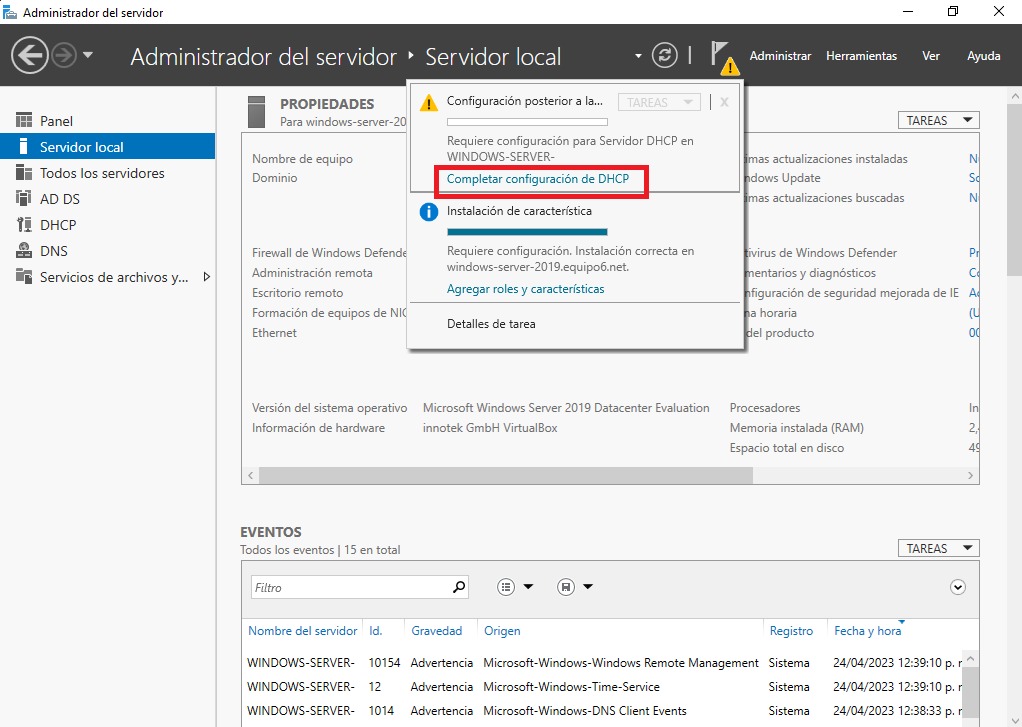 Administrador del servidor
Administrador del servidor ‣ Servidor local
Administrar Herramientas Ver Ayuda
Panel
Servidor local
Todos los servidores
AD DS
DHCP
DNS
Servicios de archivos y...
PROPIEDADES
Para windows-server-20
TAREAS
Configuración posterior a la...
TAREAS
X
Requiere configuración para Servidor DHCP en
WINDOWS-SERVER-
Completar configuración de DHCP
Instalación de característica
Requiere configuración. Instalación correcta en
windows-server-2019.equipo6.net.
Agregar roles y características
Detalles de tarea
Nombre de equipo
Dominio
timas actualizaciones instaladas
ndows Update
timas actualizaciones buscadas
Firewall de Windows Defende
Administración remota
Escritorio remoto
Formación de equipos de NIC
Ethernet
tivirus de Windows Defender
mentarios y diagnósticos
nfiguración de seguridad mejorada de IE
na horaria
del producto
Versión del sistema operativo Microsoft Windows Server 2019 Datacenter Evaluation Procesadores In
Información de hardware innotek GmbH VirtualBox Memoria instalada (RAM) 2,
Espacio total en disco 49
EVENTOS
Todos los eventos | 15 en total
TAREAS
Filtro
Nombre del servidor Id. Gravedad Origen Registro Fecha y hora
WINDOWS-SERVER- 10154 Advertencia Microsoft-Windows-Windows Remote Management Sistema 24/04/2023 12:39:10 p. r
WINDOWS-SERVER- 12 Advertencia Microsoft-Windows-Time-Service Sistema 24/04/2023 12:39:10 p. r
WINDOWS-SERVER- 1014 Advertencia Microsoft-Windows-DNS Client Events Sistema 24/04/2023 12:38:33 p. r